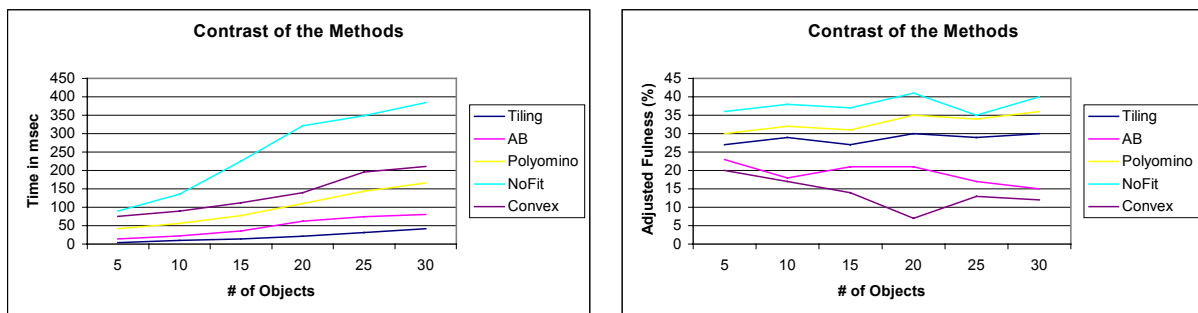 Contrast of the Methods
Time in msec
450
400
350
300
250
200
150
100
50
0
5 10 15 20 25 30
# of Objects
Tiling
AB
Polyomino
NoFit
Convex
Contrast of the Methods
Adjusted Fulness (%)
45
40
35
30
25
20
15
10
5
0
5 10 15 20 25 30
# of Objects
Tiling
AB
Polyomino
NoFit
Convex